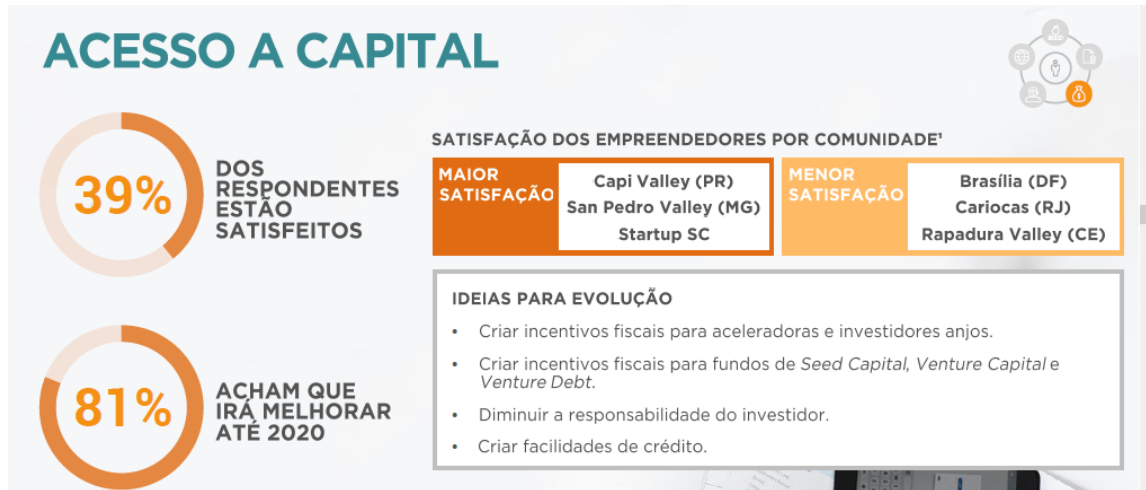 ACESSO A CAPITAL
39%
DOS
RESPONDENTES
ESTÃO
SATISFEITOS
81%
ACHAM QUE
IRÁ MELHORAR
ATÉ 2020
SATISFAÇÃO DOS EMPREENDEDORES POR COMUNIDADE¹
MAIOR
SATISFAÇÃO
Capi Valley (PR)
San Pedro Valley (MG)
Startup SC
MENOR
SATISFAÇÃO
Brasília (DF)
Cariocas (RJ)
Rapadura Valley (CE)
IDEIAS PARA EVOLUÇÃO
• Criar incentivos fiscais para aceleradoras e investidores anjos.
• Criar incentivos fiscais para fundos de Seed Capital, Venture Capital e
Venture Debt.
• Diminuir a responsabilidade do investidor.
• Criar facilidades de crédito.